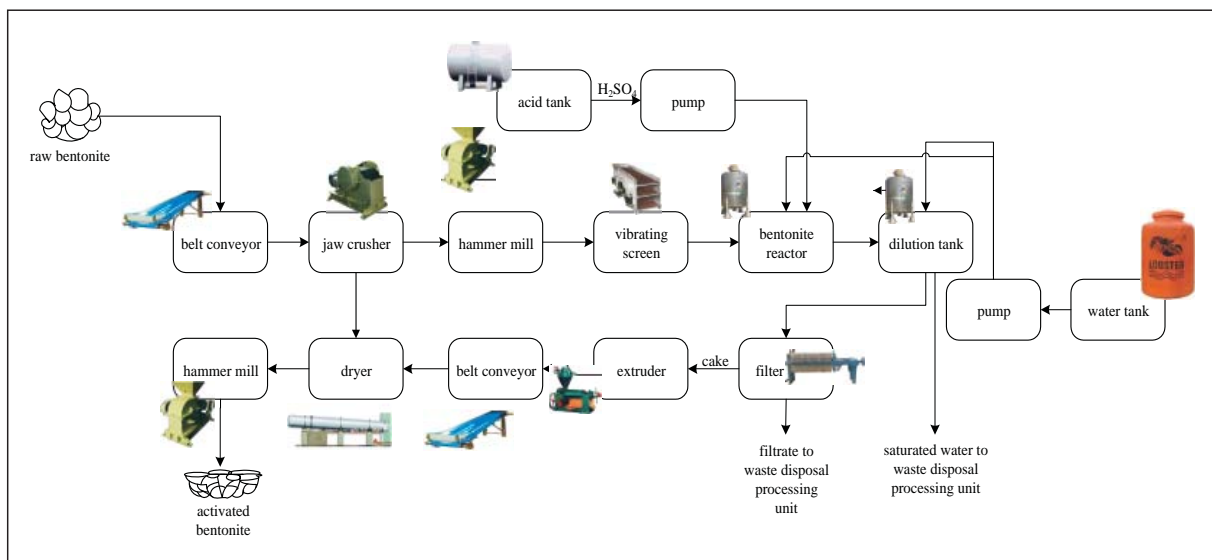 H₂SO₄
acid tank
pump
raw bentonite
belt conveyor
jaw crusher
hammer mill
vibrating
screen
bentonite
reactor
dilution tank
LOBSTER
pump
water tank
hammer mill
dryer
belt conveyor
extruder
cake
filter
filtrate to
waste disposal
processing
unit
saturated water to
waste disposal
processing unit
activated
bentonite